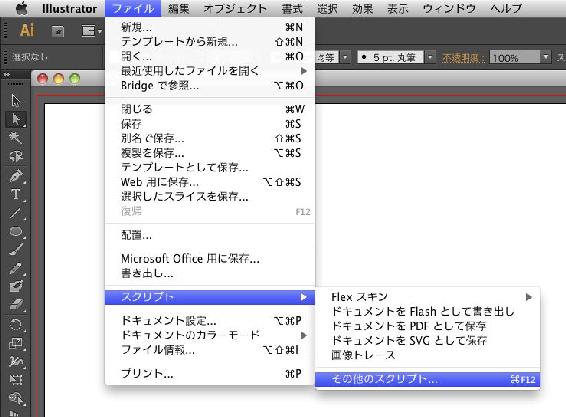 Illustrator ファイル 編集 オブジェクト 書式 選択 効果 表示 ウィンドウ ヘルプ
Ai
選択なし
5 pt. 丸筆
不透明度: 100%
新規... ⌘N
テンプレートから新規... ⇧⌘N
開く... ⌘O
最近使用したファイルを開く
Bridge で参照... ⌥⌘O
閉じる ⌘W
保存 ⌘S
別名で保存... ⇧⌘S
複製を保存... ⌥⌘S
テンプレートとして保存...
Web 用に保存... ⌥⇧⌘S
選択したスライスを保存...
復帰 F12
配置...
Microsoft Office 用に保存...
書き出し...
スクリプト
Flex スキン
ドキュメントを Flash として書き出し
ドキュメントを PDF として保存
ドキュメントを SVG として保存
画像トレース
その他のスクリプト... ⌘F12
ドキュメント設定... ⌥⌘P
ドキュメントのカラーモード
ファイル情報... ⌥⇧⌘I
プリント... ⌘P